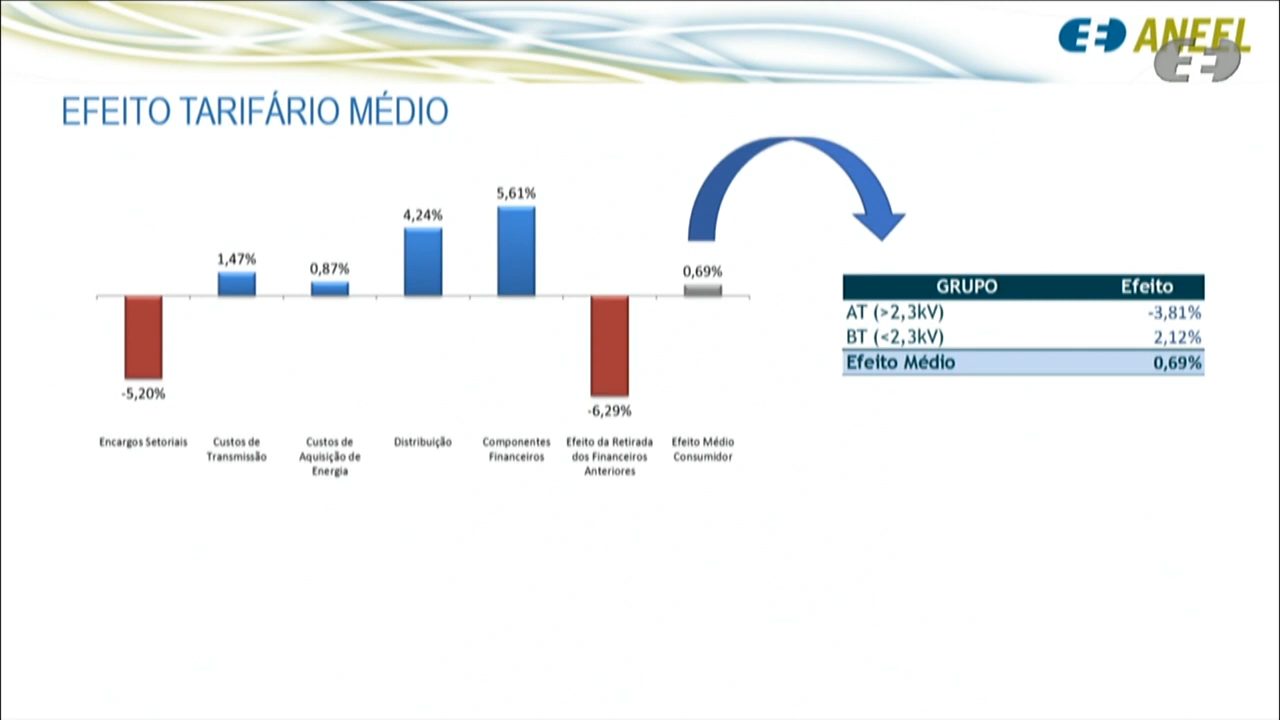 ANEEL
EFEITO TARIFÁRIO MÉDIO
5,61%
4,24%
1,47%
0,87%
0,69%
-5,20%
-6,29%
Encargos Setoriais
Custos de
Transmissão
Custos de
Aquisição de
Energia
Distribuição
Componentes
Financeiros
Efeito da Retirada
dos Financeiros
Anteriores
Efeito Médio
Consumidor
GRUPO Efeito
AT (>2,3kV) -3,81%
BT (<2,3kV) 2,12%
Efeito Médio 0,69%